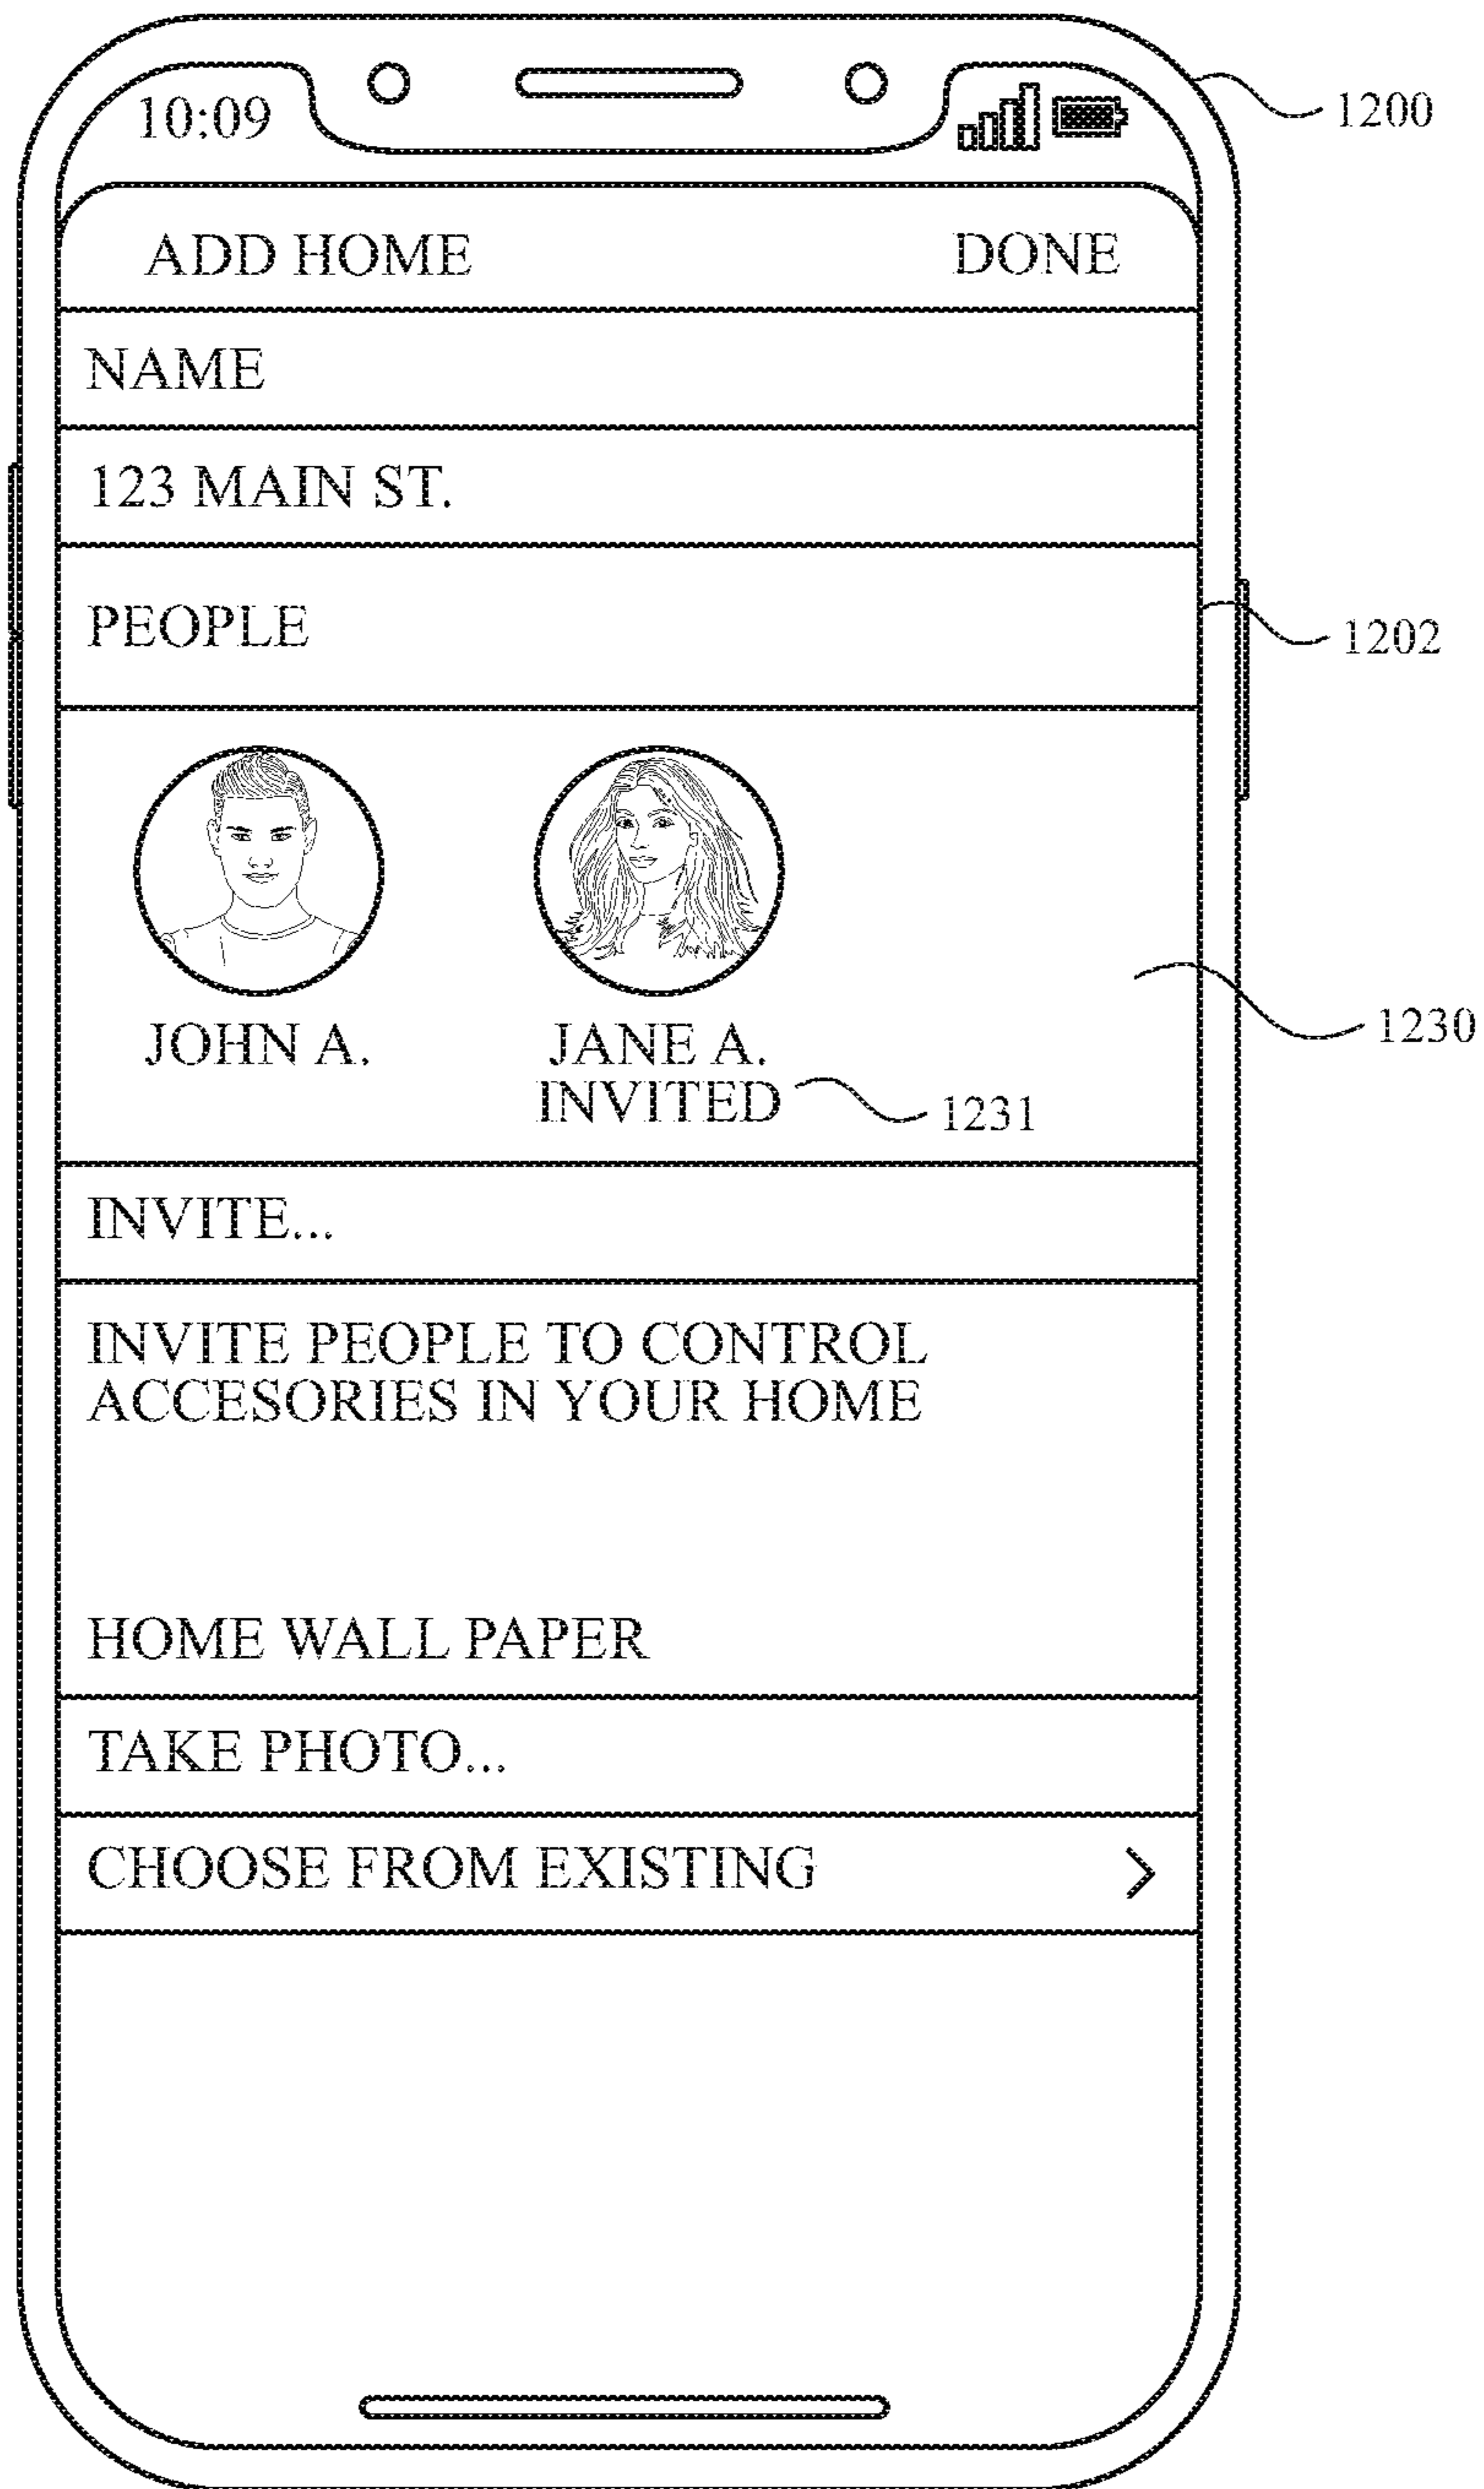 10:09
1200
ADD HOME DONE
NAME
123 MAIN ST.
PEOPLE
1202
JOHN A. JANE A.
INVITED
1230
1231
INVITE...
INVITE PEOPLE TO CONTROL
ACCESORIES IN YOUR HOME
HOME WALL PAPER
TAKE PHOTO...
CHOOSE FROM EXISTING